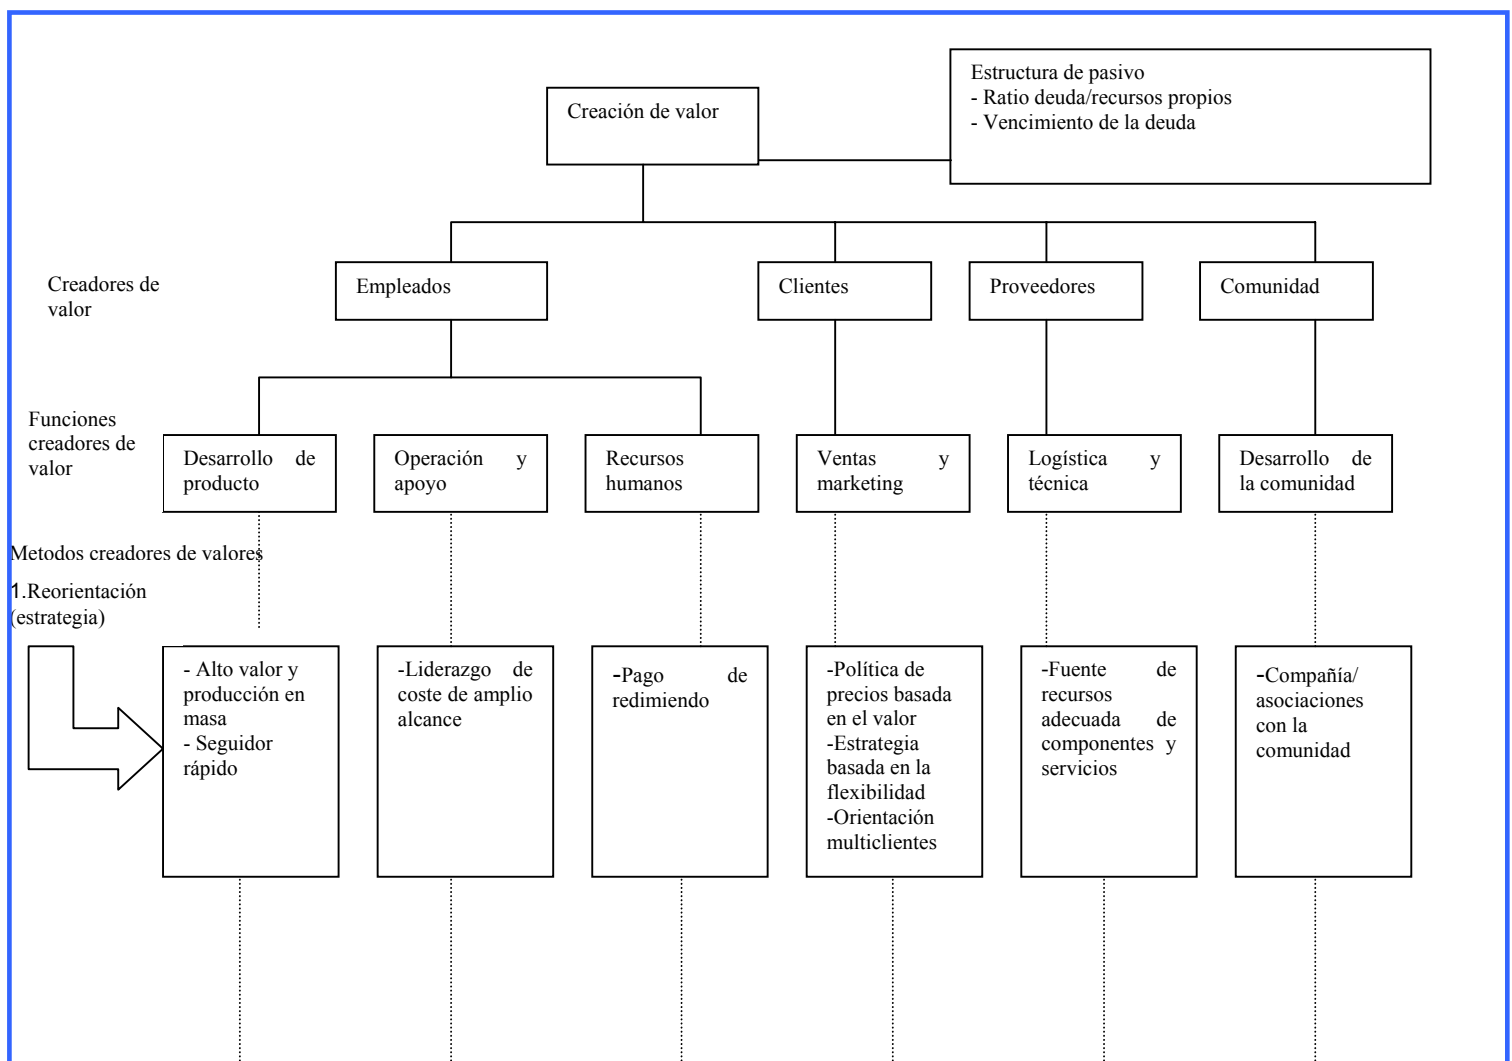 Creación de valor
Estructura de pasivo
- Ratio deuda/recursos propios
- Vencimiento de la deuda
Creadores de
valor
Empleados
Clientes
Proveedores
Comunidad
Funciones
creadores de
valor
Desarrollo de
producto
Operación y
apoyo
Recursos
humanos
Ventas y
marketing
Logística y
técnica
Desarrollo de
la comunidad
Metodos creadores de valores
1.Reorientación
(estrategia)
- Alto valor y
producción en
masa
- Seguidor
rápido
-Liderazgo de
coste de amplio
alcance
-Pago de
redimiendo
-Política de
precios basada
en el valor
-Estrategia
basada en la
flexibilidad
-Orientación
multiclientes
-Fuente de
recursos
adecuada de
componentes y
servicios
-Compañía/
asociaciones
con la
comunidad